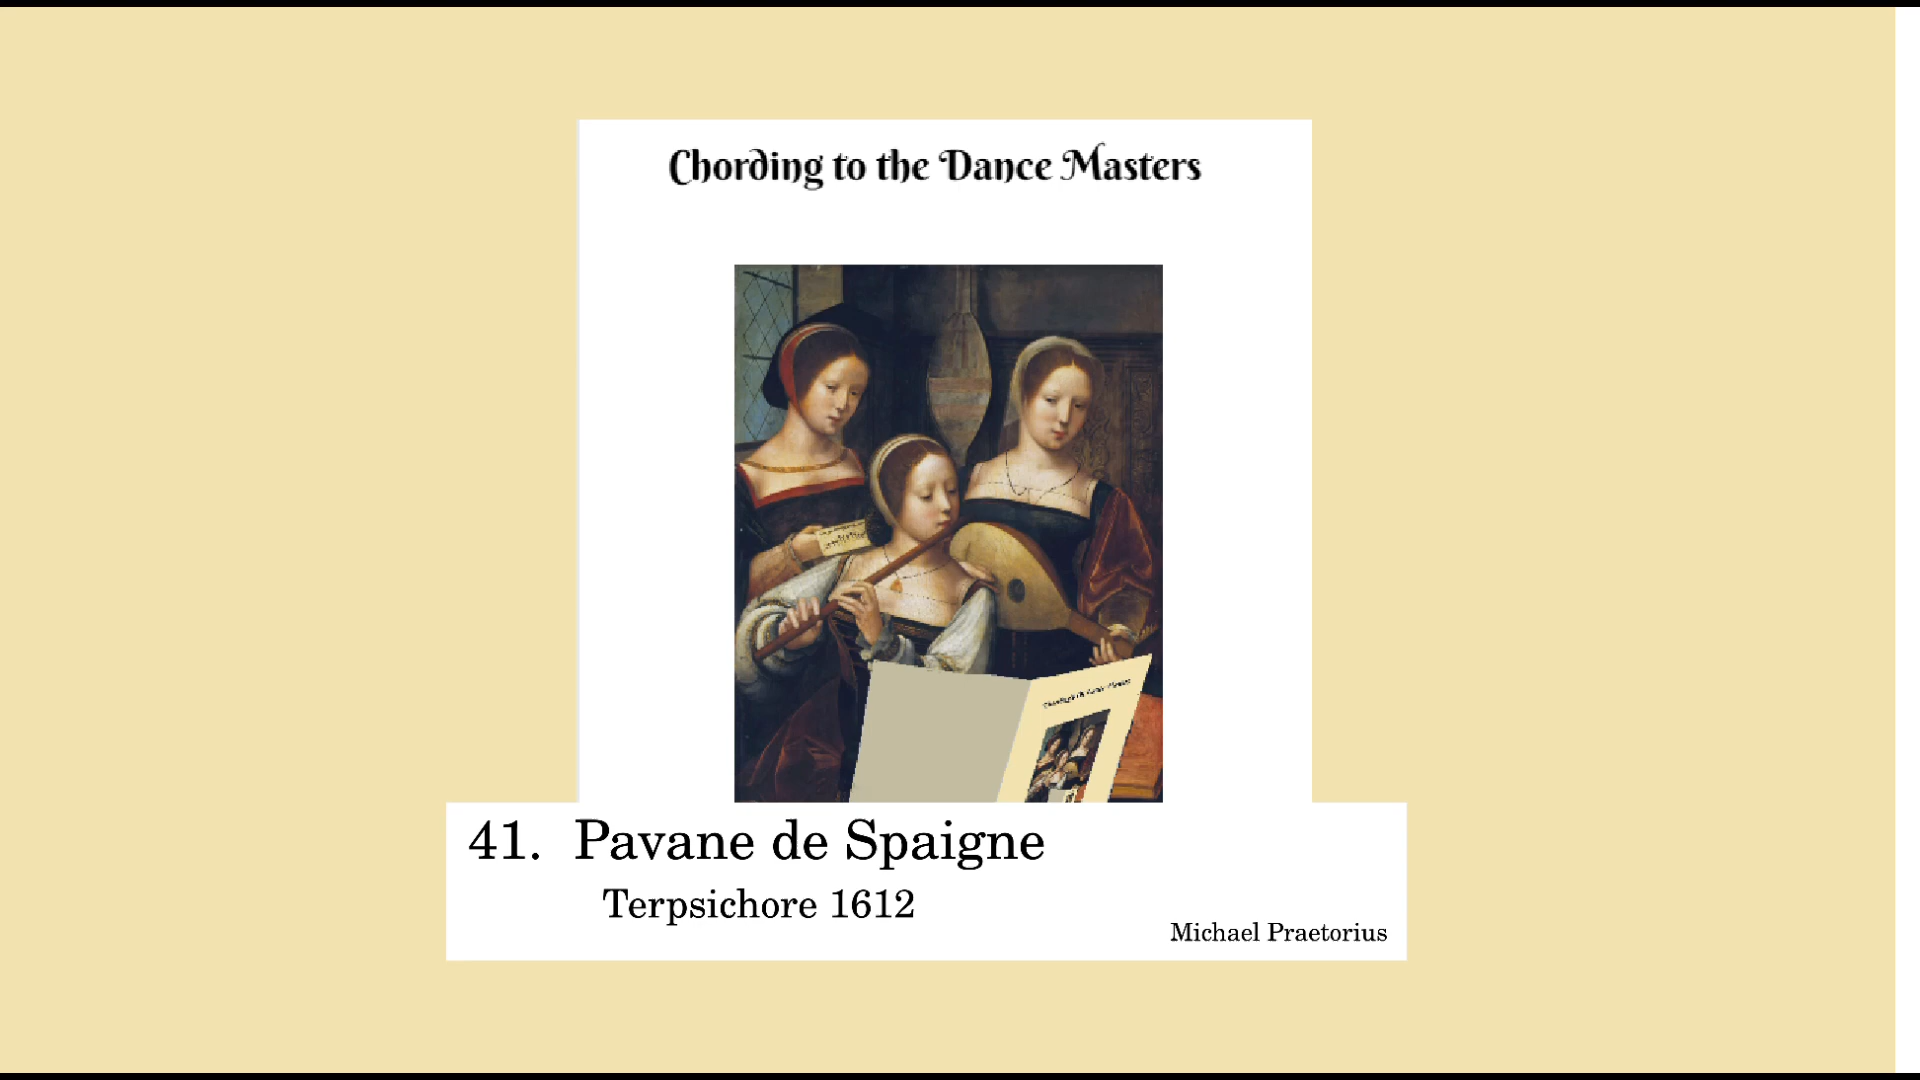 Chording to the Dance Masters
41. Pavane de Spaigne
Terpsichore 1612
Michael Praetorius